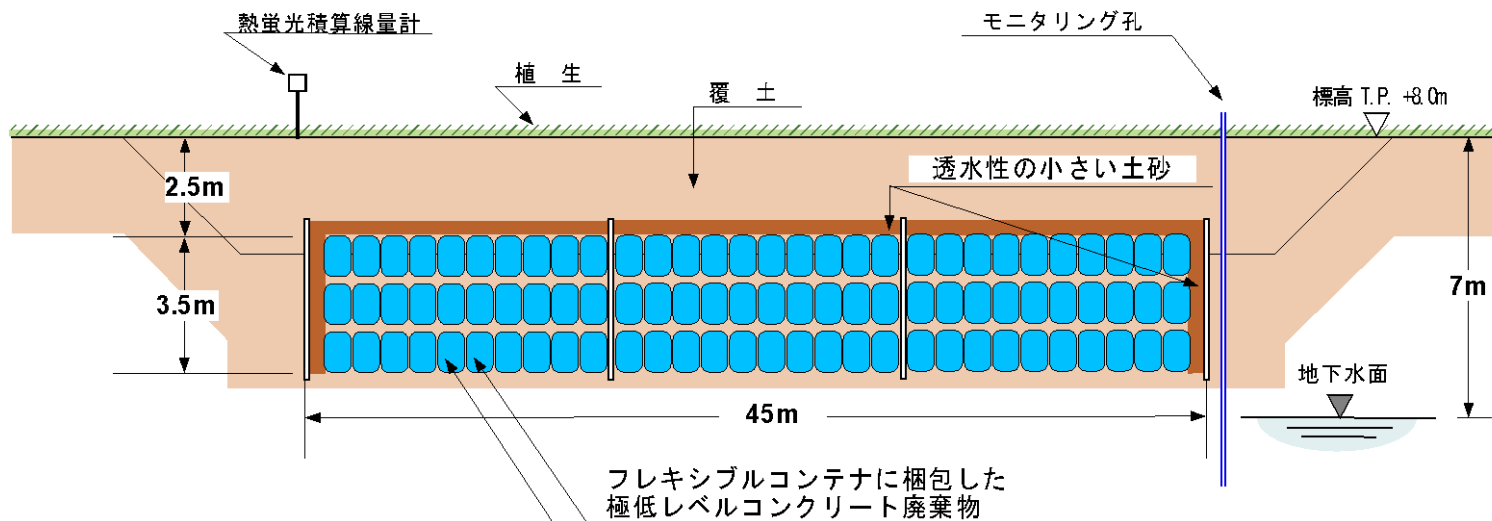 熱蛍光積算線量計
モニタリング孔
植 生
覆 土
標高 T.P. +8.0m
透水性の小さい土砂
2.5m
3.5m
7m
地下水面
45m
フレキシブルコンテナに梱包した
極低レベルコンクリート廃棄物